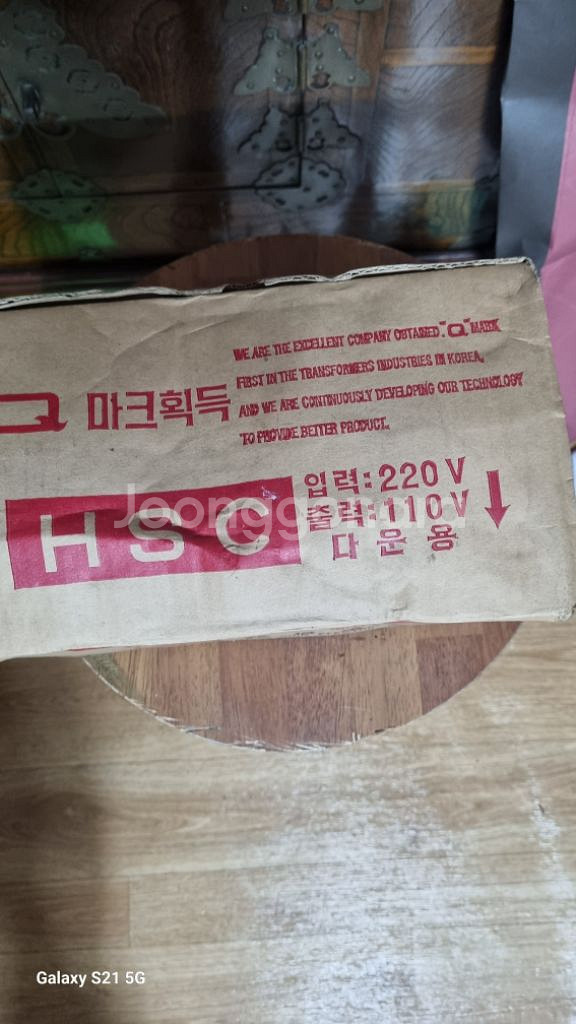 WE ARE THE EXCELLENT COMPANY OBTAINED "Q" MARK
FIRST IN THE TRANSFORMERS INDUSTRIES IN KOREA,
AND WE ARE CONTINUOUSLY DEVELOPING OUR TECHNOLOGY
TO PROVIDE BETTER PRODUCT.
Q 마크획득
HSC
입력:220V
출력:110V
다운용
Joonggonara
Galaxy S21 5G